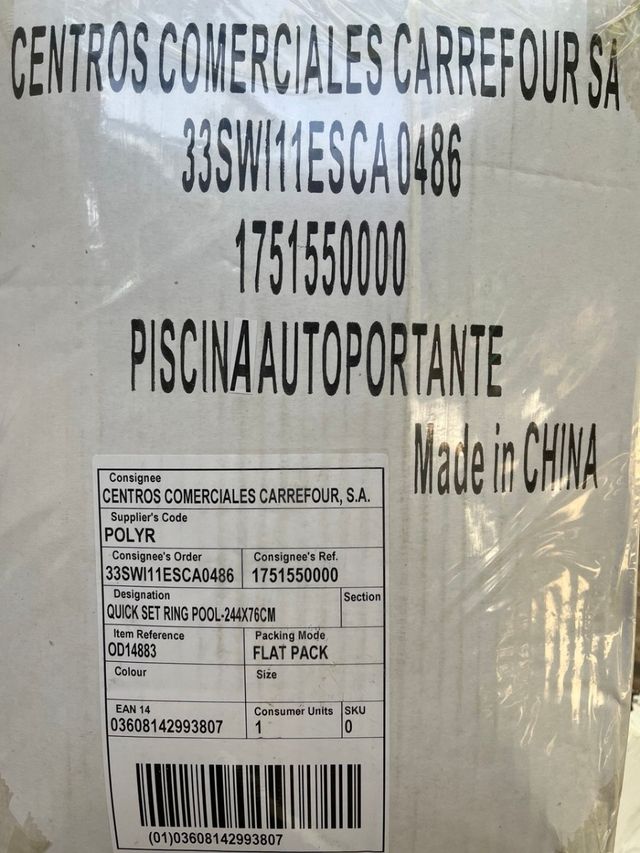 CENTROS COMERCIALES CARREFOUR SA
33SWI11ESCA0486
1751550000
PISCINA AUTOPORTANTE
Made in CHINA
Consignee
CENTROS COMERCIALES CARREFOUR, S.A.
Supplier's Code
POLYR
Consignee's Order Consignee's Ref.
33SWI11ESCA0486 1751550000
Designation Section
QUICK SET RING POOL-244X76CM
Item Reference Packing Mode
OD14883 FLAT PACK
Colour Size
EAN 14 Consumer Units SKU
03608142993807 1 0
(01)03608142993807